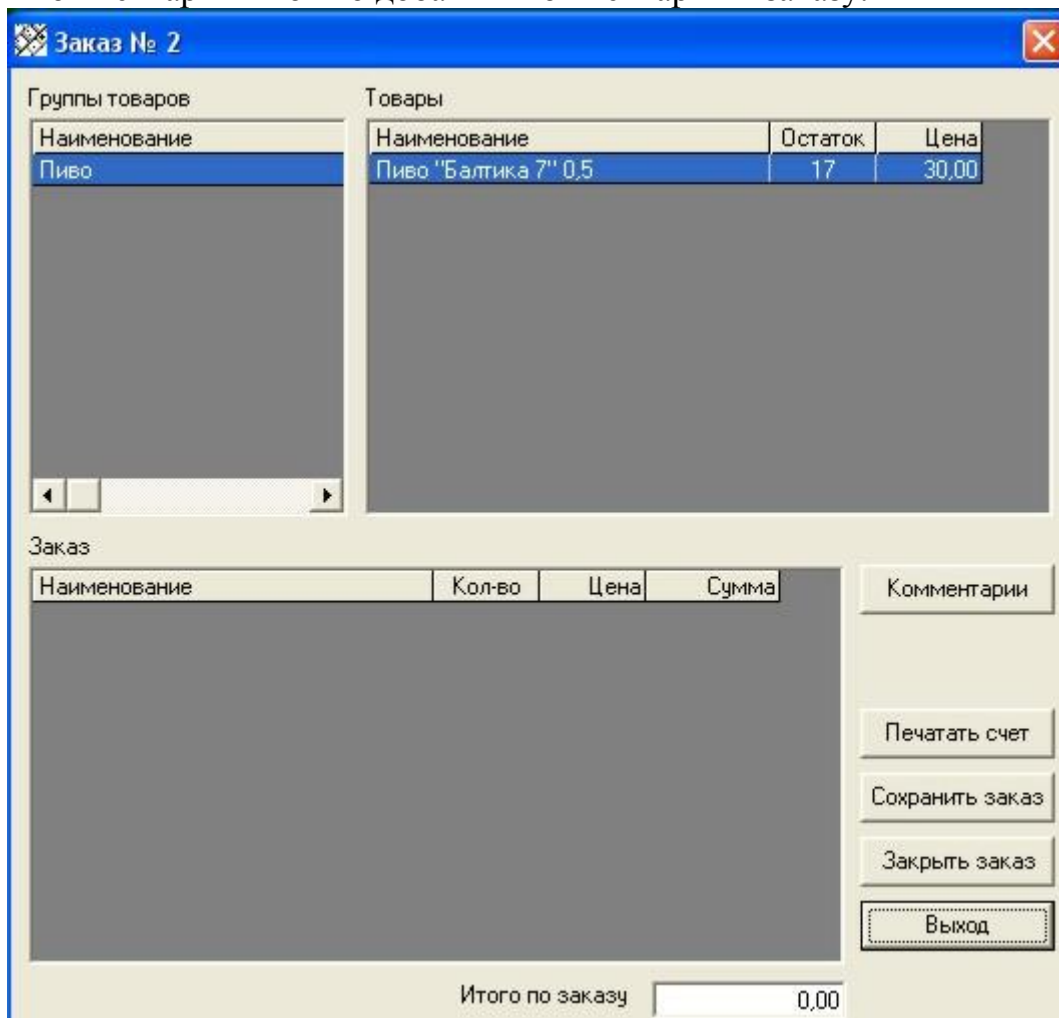 Заказ № 2
Группы товаров
Товары
Наименование
Наименование Остаток Цена
Пиво
Пиво "Балтика 7" 0,5 17 30,00
Заказ
Наименование Кол-во Цена Сумма
Комментарии
Печатать счет
Сохранить заказ
Закрыть заказ
Выход
Итого по заказу 0,00